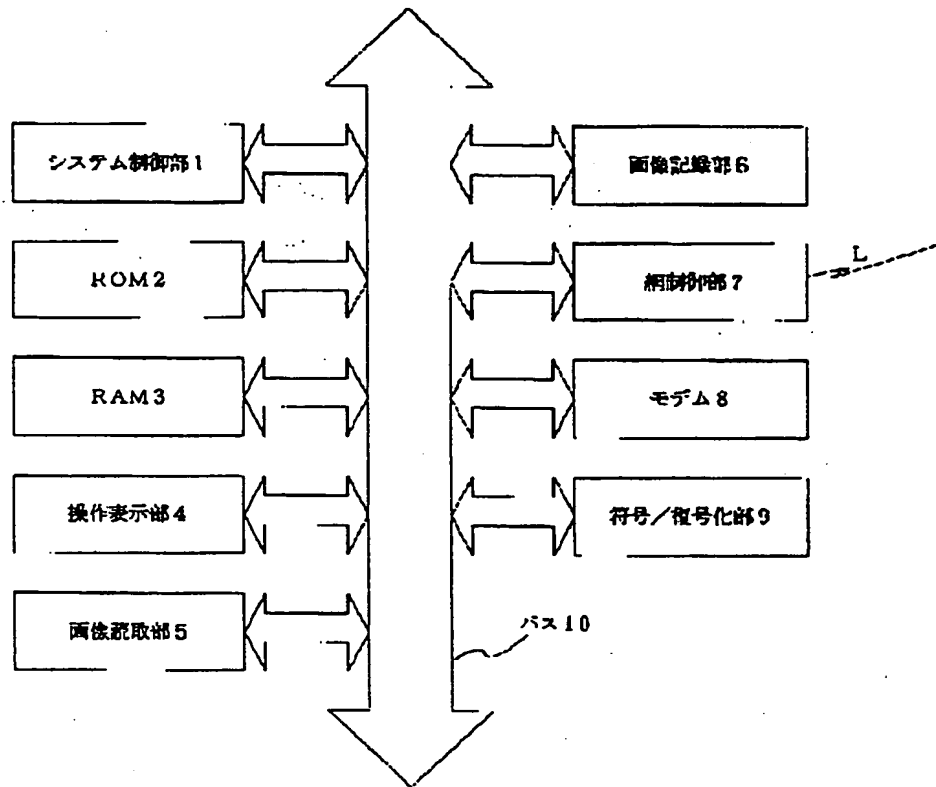 システム制御部1
ROM2
RAM3
操作表示部4
画像読取部5
画像記録部6
網制御部7
L
モデム8
符号／復号化部9
バス10